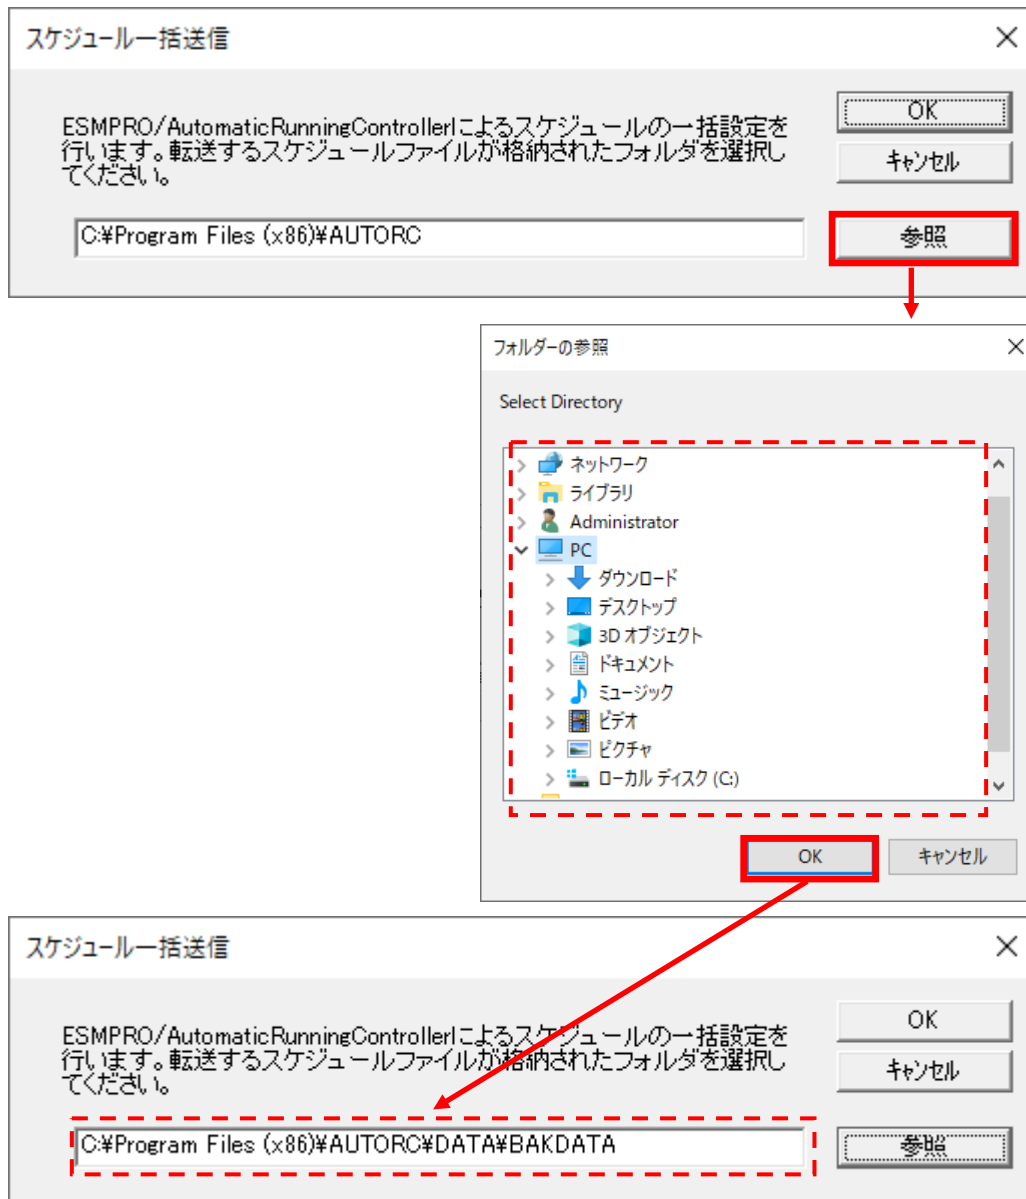 スケジュール一括送信
ESMPRO/AutomaticRunningControllerによるスケジュールの一括設定を
行います。転送するスケジュールファイルが格納されたフォルダを選択し
てください。
OK
キャンセル
C:¥Program Files (x86)¥AUTORC
参照
フォルダーの参照
Select Directory
ネットワーク
ライブラリ
Administrator
PC
ダウンロード
デスクトップ
3D オブジェクト
ドキュメント
ミュージック
ビデオ
ピクチャ
ローカル ディスク (C:)
OK
キャンセル
スケジュール一括送信
ESMPRO/AutomaticRunningControllerによるスケジュールの一括設定を
行います。転送するスケジュールファイルが格納されたフォルダを選択し
てください。
OK
キャンセル
C:¥Program Files (x86)¥AUTORC¥DATA¥BAKDATA
参照